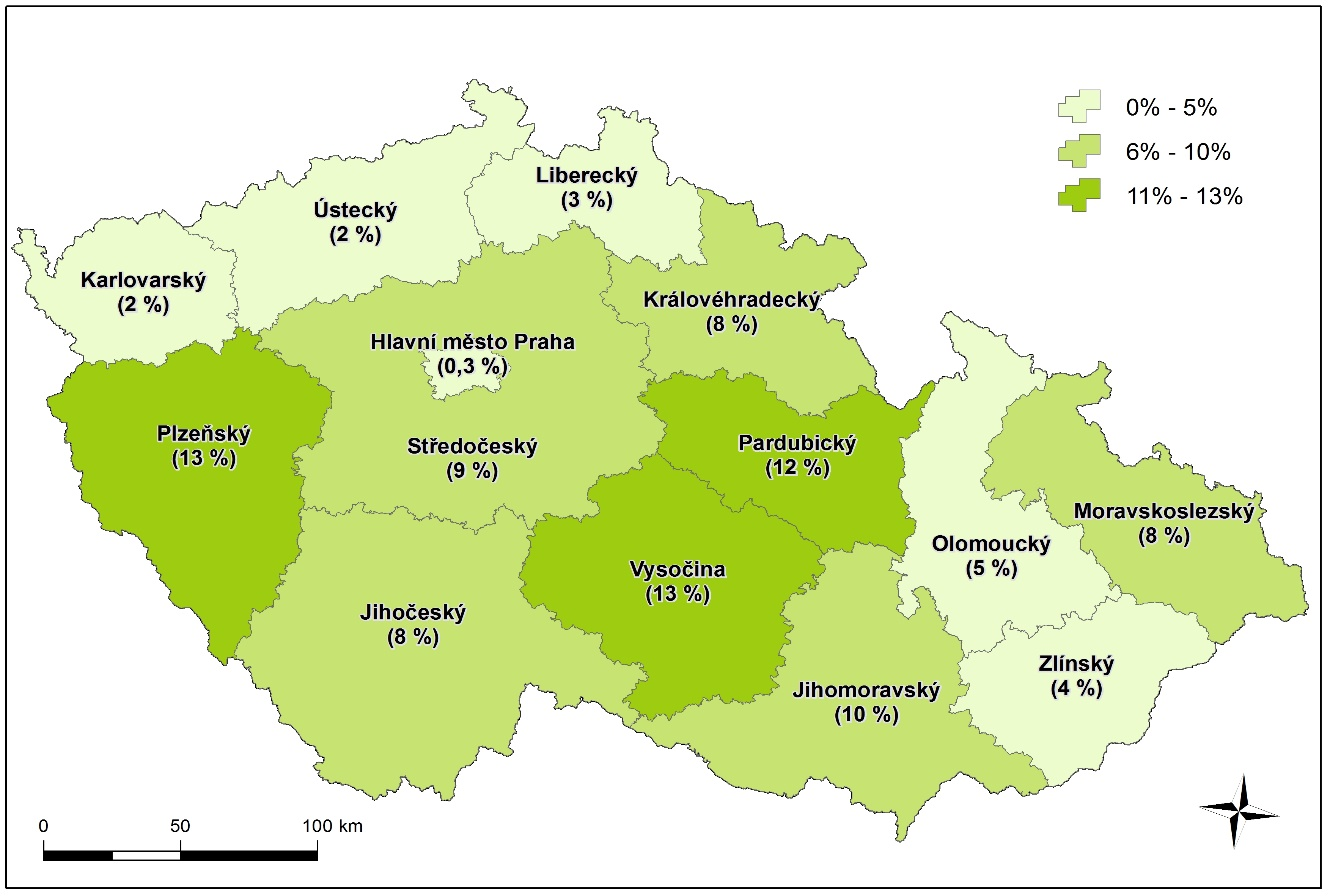 0% - 5%
6% - 10%
11% - 13%
Liberecký
(3 %)
Ústecký
(2 %)
Karlovarský
(2 %)
Královéhradecký
(8 %)
Hlavní město Praha
(0,3 %)
Plzeňský
(13 %)
Středočeský
(9 %)
Pardubický
(12 %)
Moravskoslezský
(8 %)
Olomoucký
(5 %)
Vysočina
(13 %)
Jihočeský
(8 %)
Zlínský
(4 %)
Jihomoravský
(10 %)
0 50 100 km